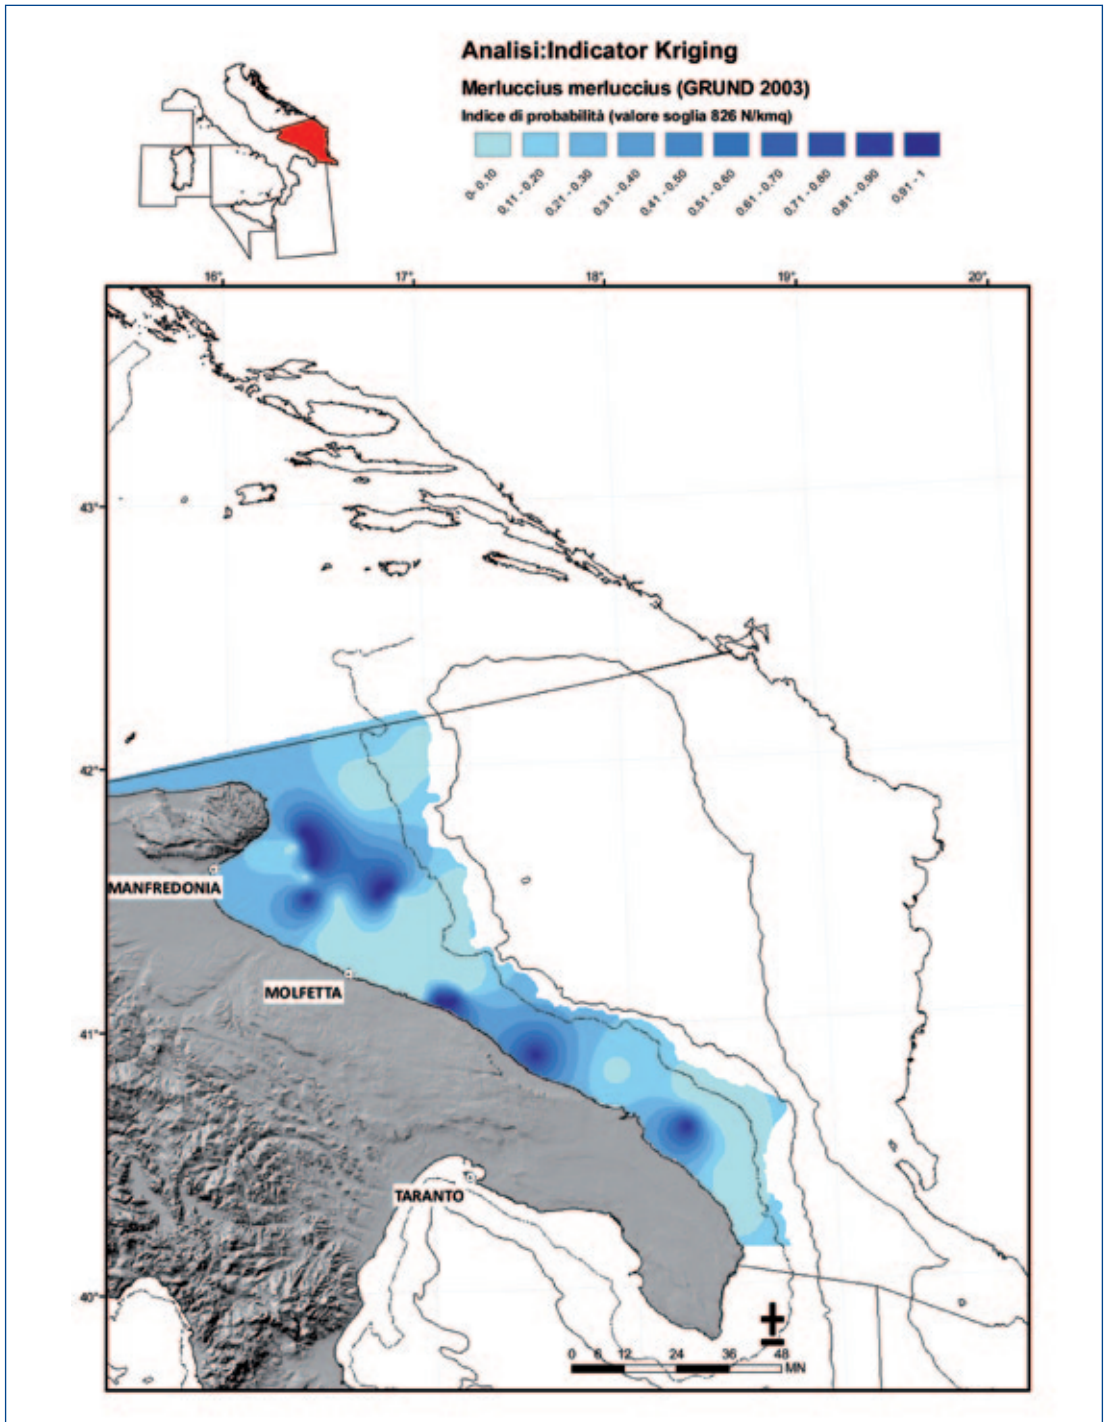 Analisi:Indicator Kriging
Merluccius merluccius (GRUND 2003)
Indice di probabilità (valore soglia 826 N/kmq)
0- 0,10
0,11 - 0,20
0,21 - 0,30
0,31 - 0,40
0,41 - 0,50
0,51 - 0,60
0,61 - 0,70
0,71 - 0,80
0,81 - 0,90
0,91 - 1
16° 17° 18° 19° 20°
43°
42°
MANFREDONIA
MOLFETTA
41°
TARANTO
40°
0 6 12 24 36 48
MN